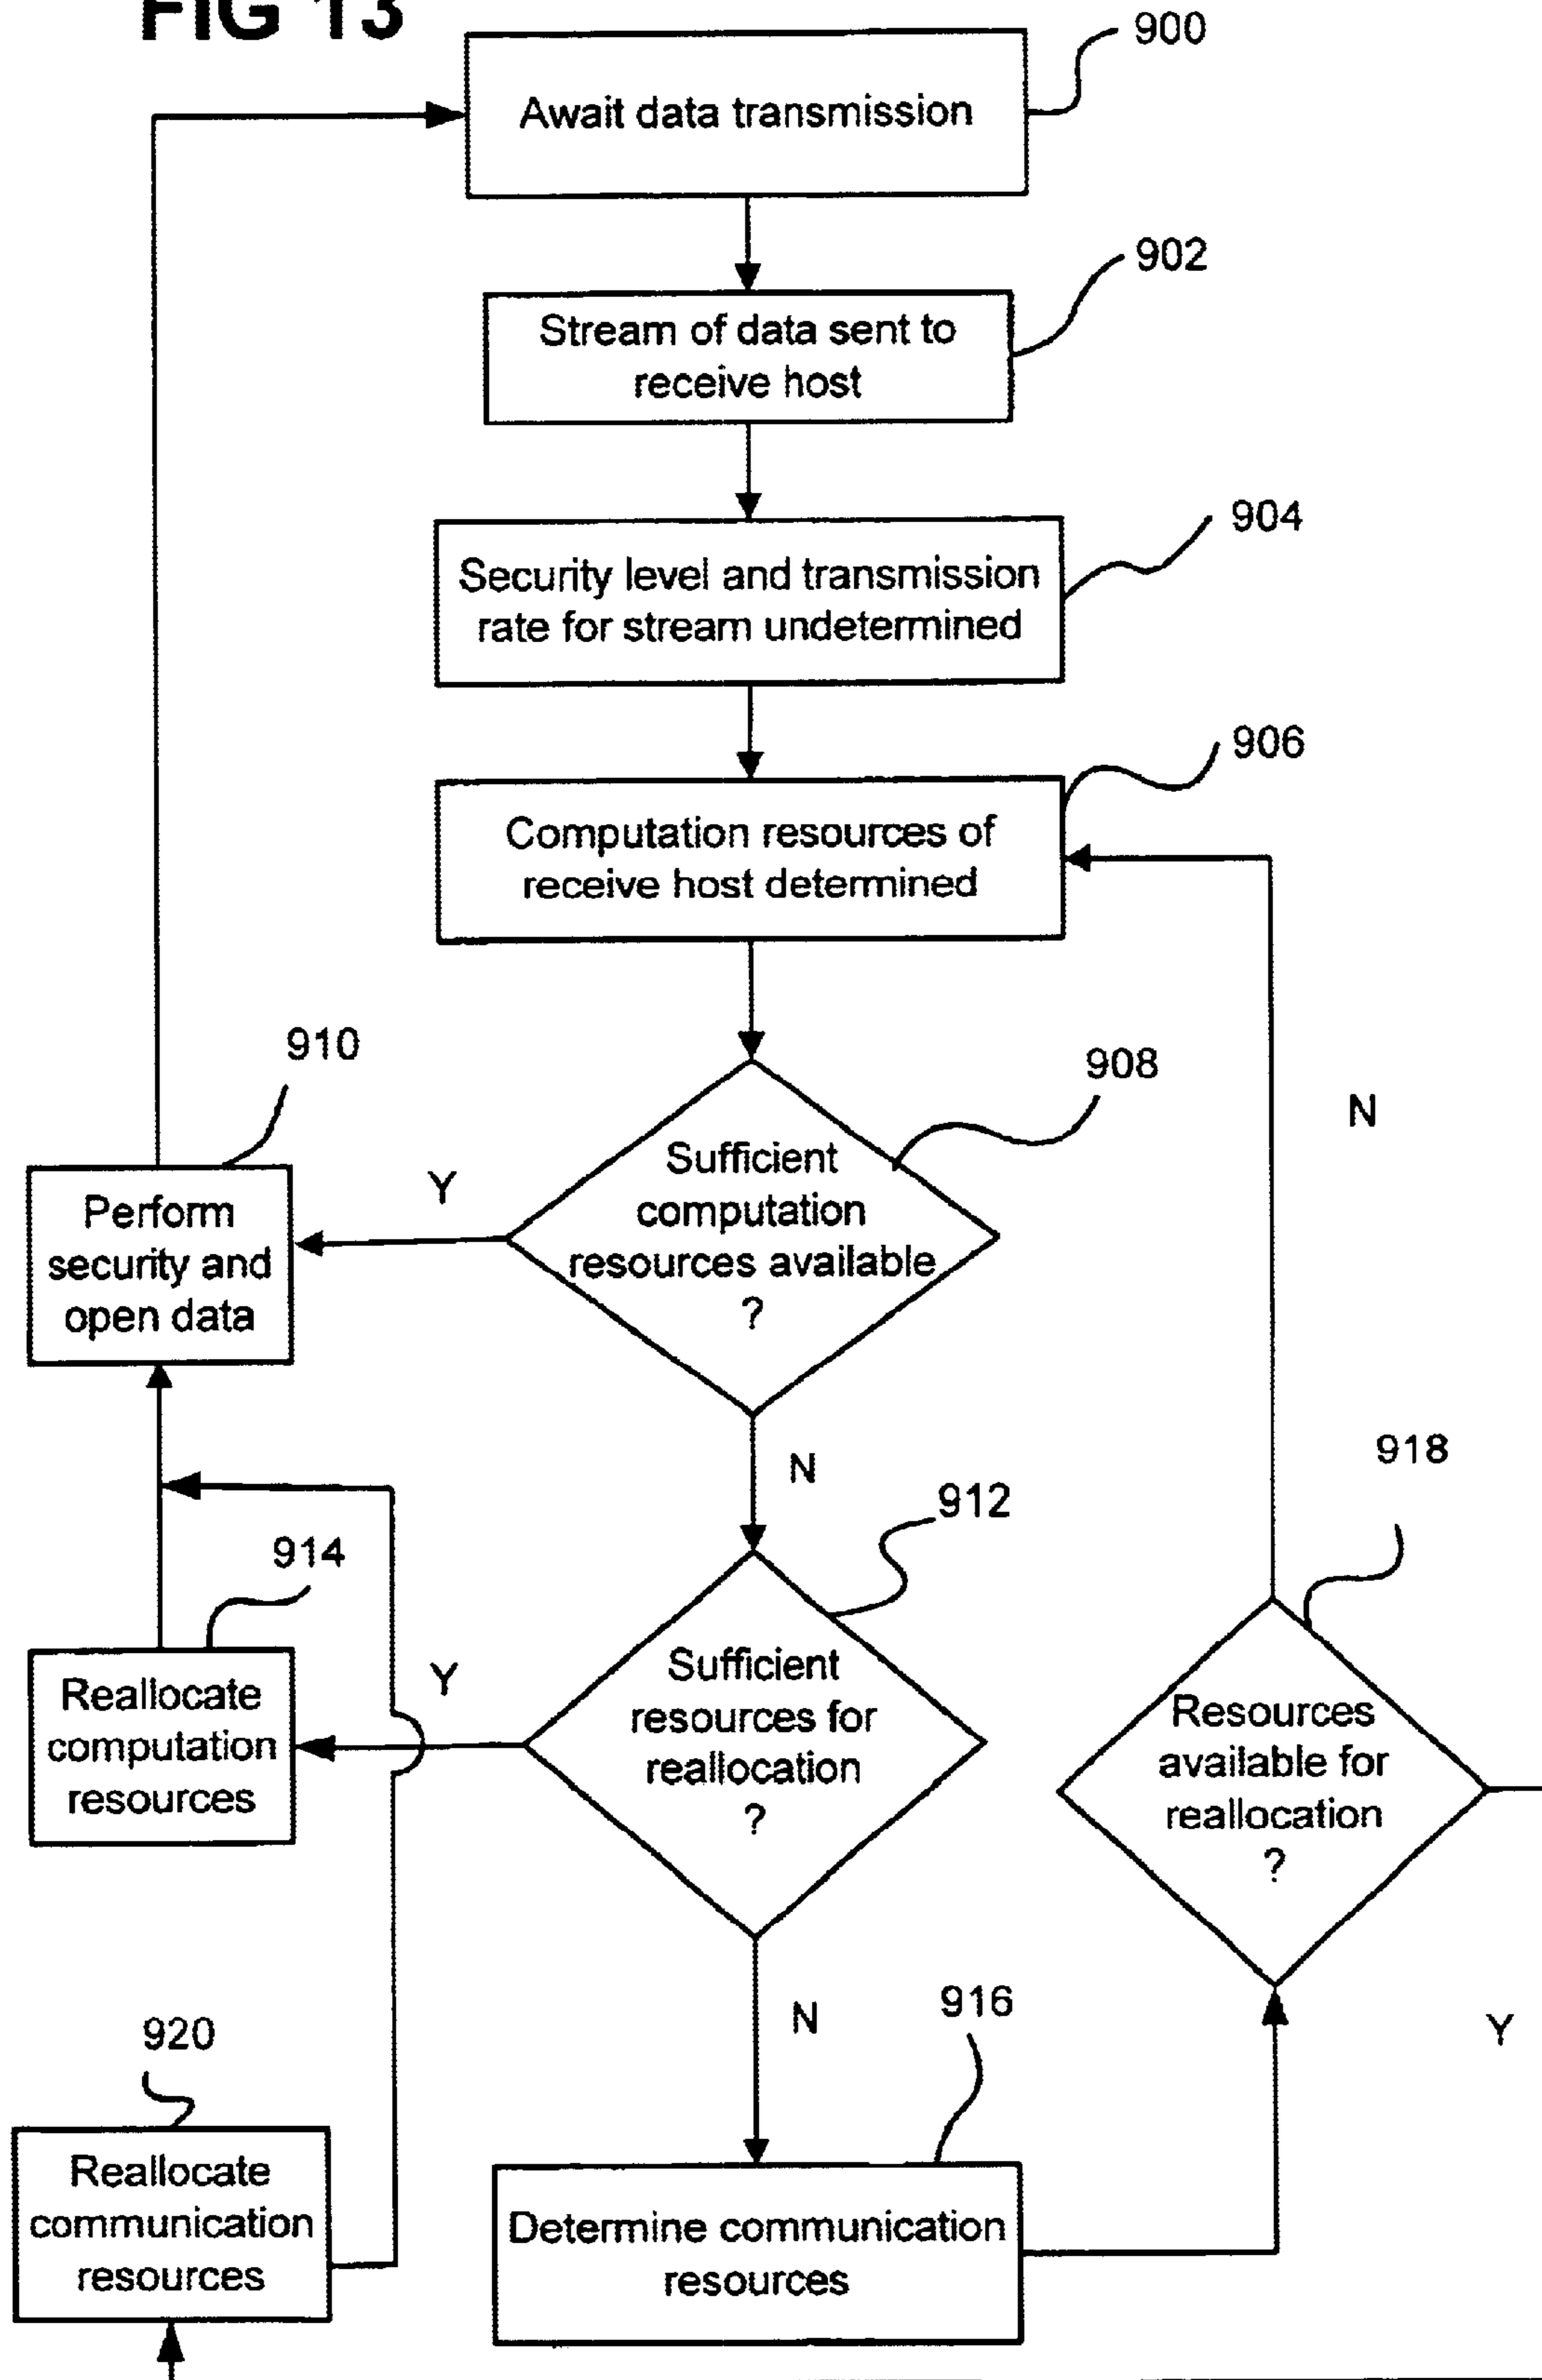 FIG 13
900
Await data transmission
902
Stream of data sent to
receive host
904
Security level and transmission
rate for stream undetermined
906
Computation resources of
receive host determined
910
908
N
Perform
security and
open data
Y
Sufficient
computation
resources available
?
N
918
912
914
Reallocate
computation
resources
Y
Sufficient
resources for
reallocation
?
Resources
available for
reallocation
?
N
916
Y
920
Reallocate
communication
resources
Determine communication
resources